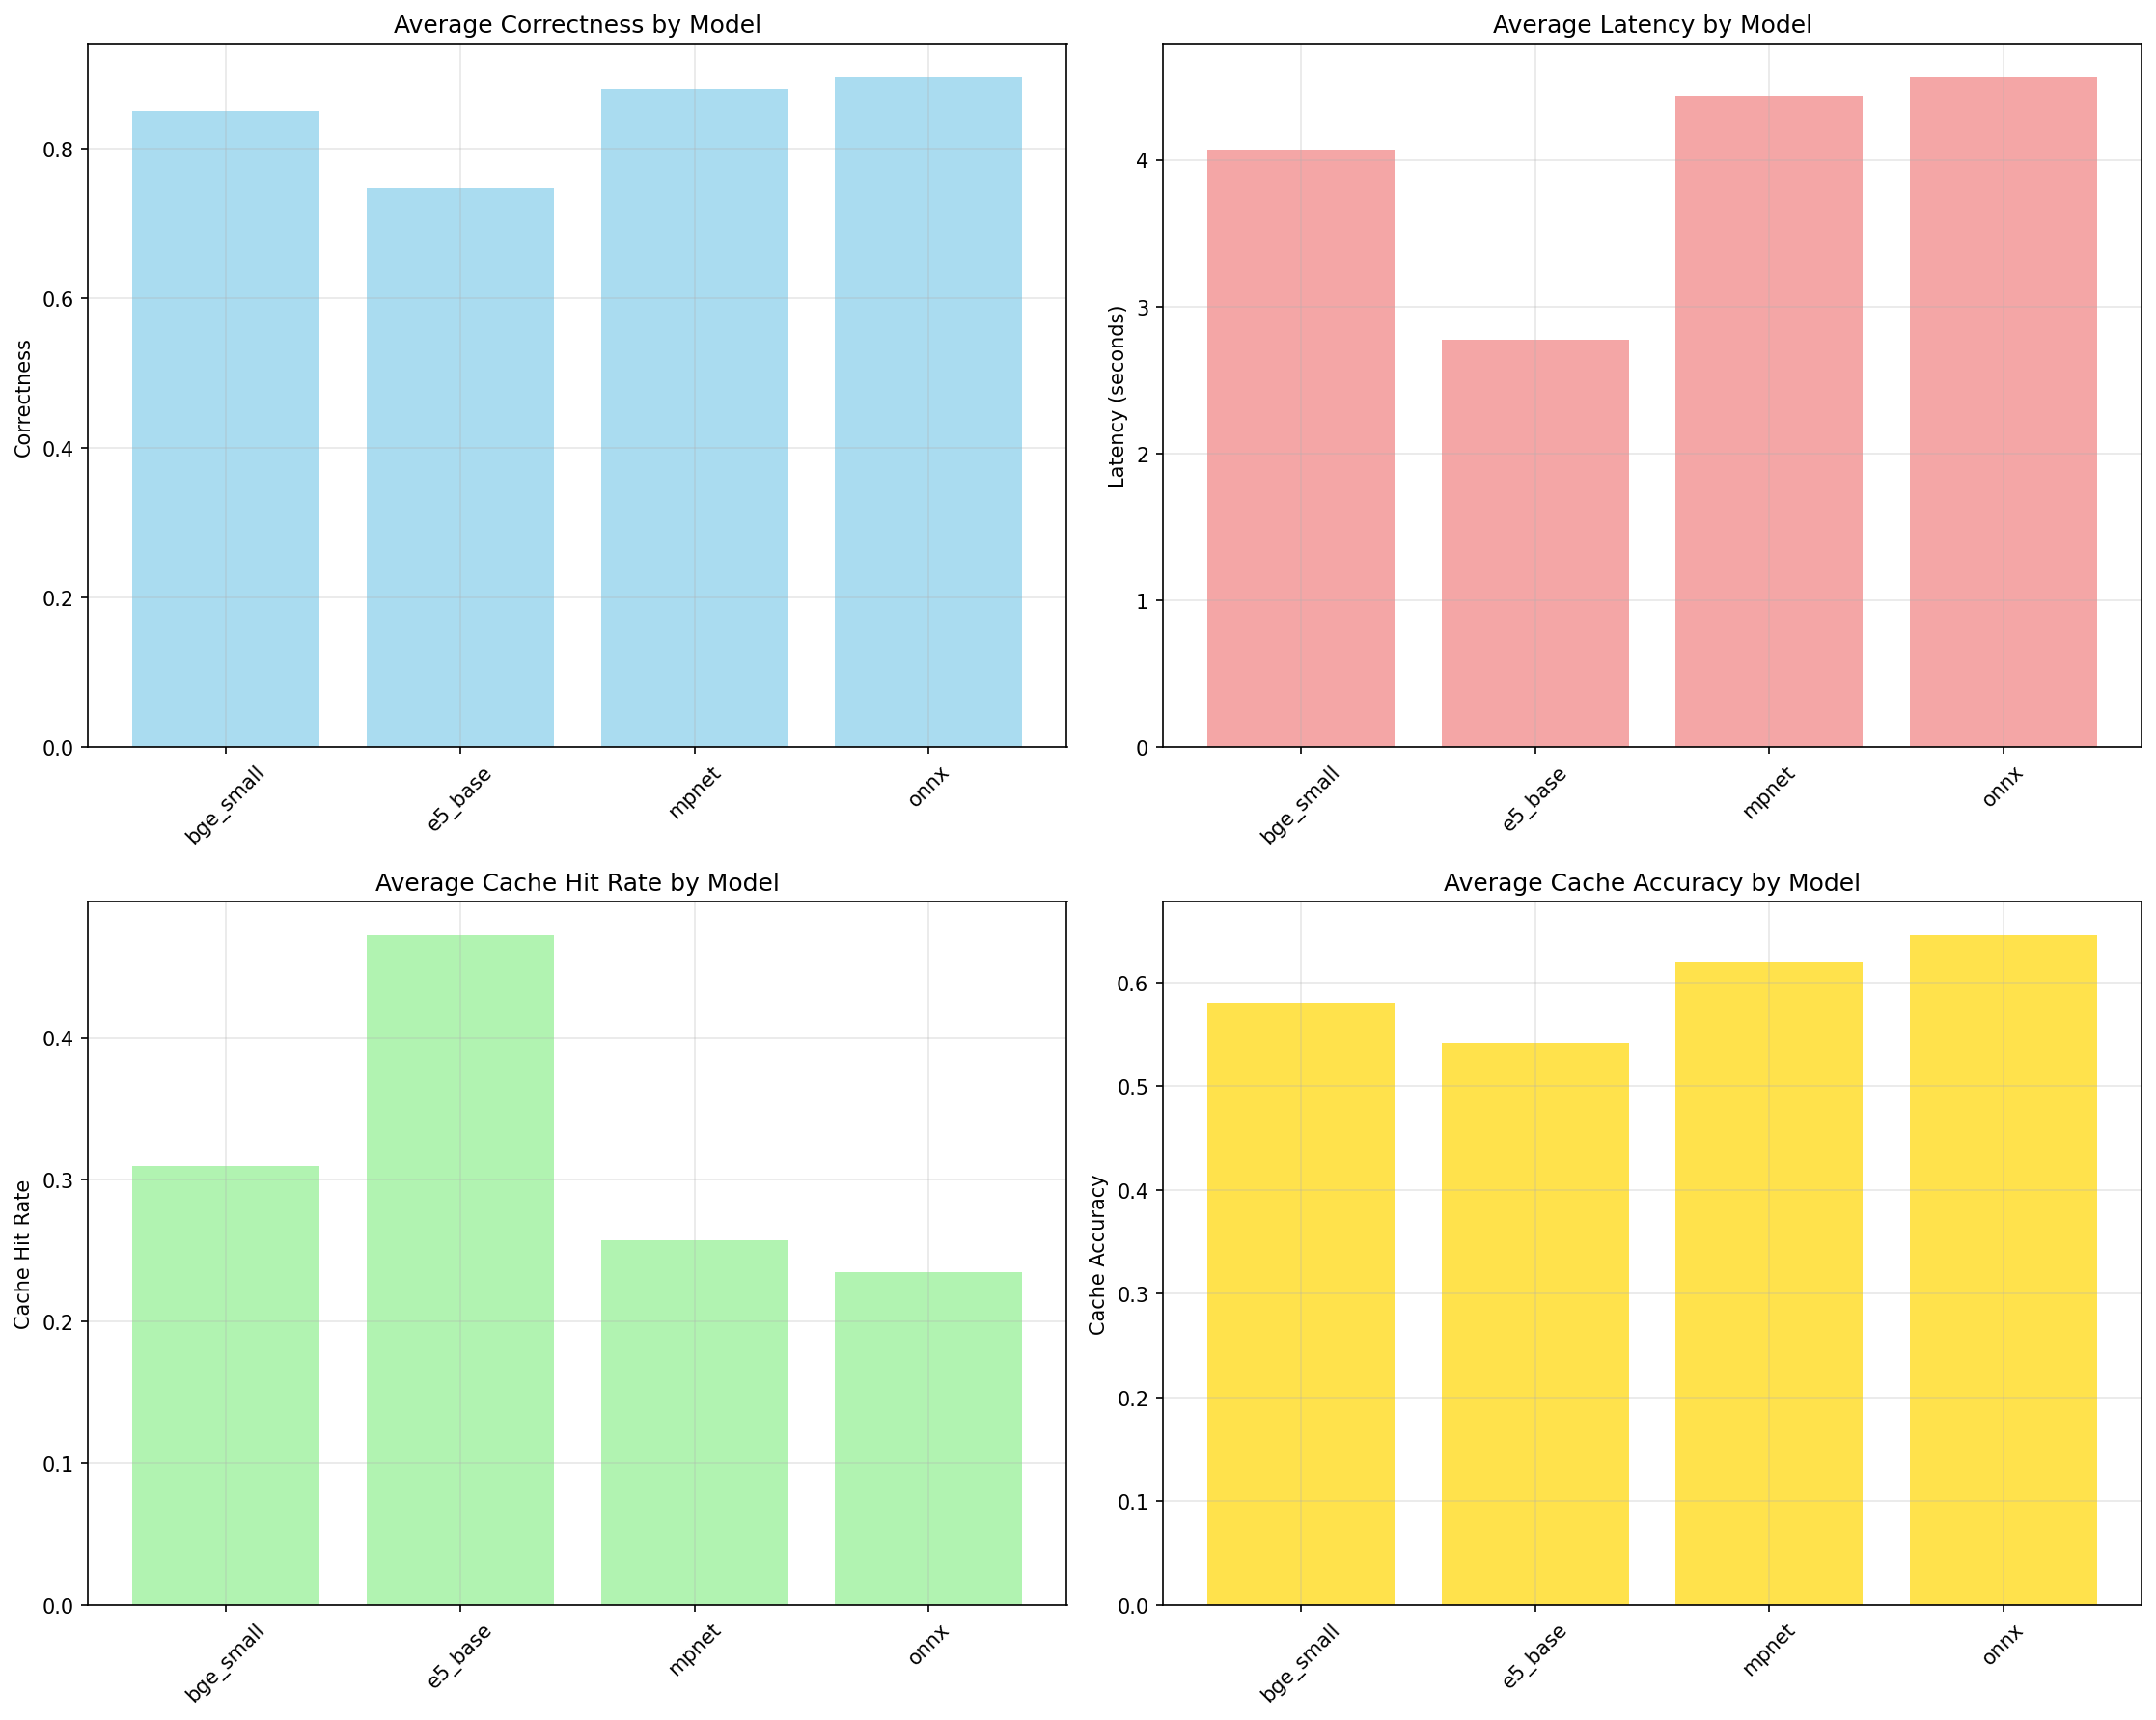 Average Correctness by Model
Correctness
0.8
0.6
0.4
0.2
0.0
bge_small
e5_base
mpnet
onnx
Average Latency by Model
Latency (seconds)
4
3
2
1
0
bge_small
e5_base
mpnet
onnx
Average Cache Hit Rate by Model
Cache Hit Rate
0.4
0.3
0.2
0.1
0.0
bge_small
e5_base
mpnet
onnx
Average Cache Accuracy by Model
Cache Accuracy
0.6
0.5
0.4
0.3
0.2
0.1
0.0
bge_small
e5_base
mpnet
onnx